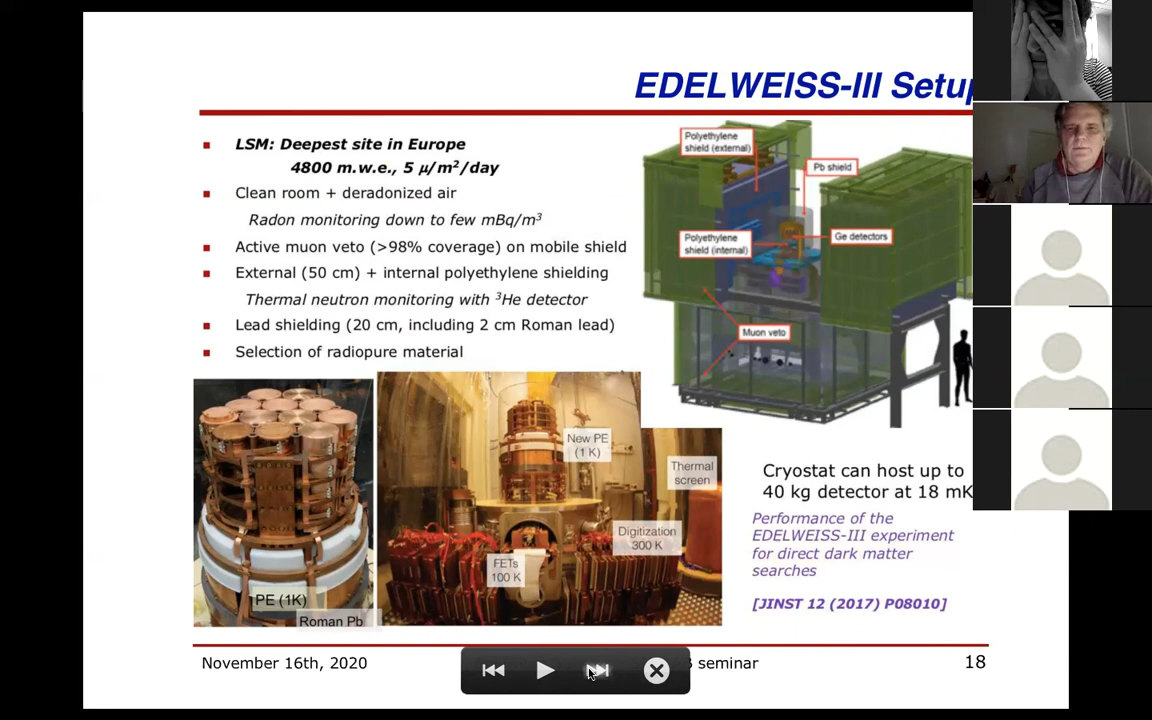 EDELWEISS-III Setup
LSM: Deepest site in Europe
4800 m.w.e., 5 μ/m²/day
Clean room + deradonized air
Radon monitoring down to few mBq/m³
Active muon veto (>98% coverage) on mobile shield
External (50 cm) + internal polyethylene shielding
Thermal neutron monitoring with ³He detector
Lead shielding (20 cm, including 2 cm Roman lead)
Selection of radiopure material
Polyethylene
shield (external)
Pb shield
Polyethylene
shield (internal)
Ge detectors
Muon veto
New PE
(1 K)
Thermal
screen
Digitization
300 K
FETs
100 K
PE (1K)
Roman Pb
Cryostat can host up to
40 kg detector at 18 mK
Performance of the
EDELWEISS-III experiment
for direct dark matter
searches
[JINST 12 (2017) P08010]
November 16th, 2020
seminar
18